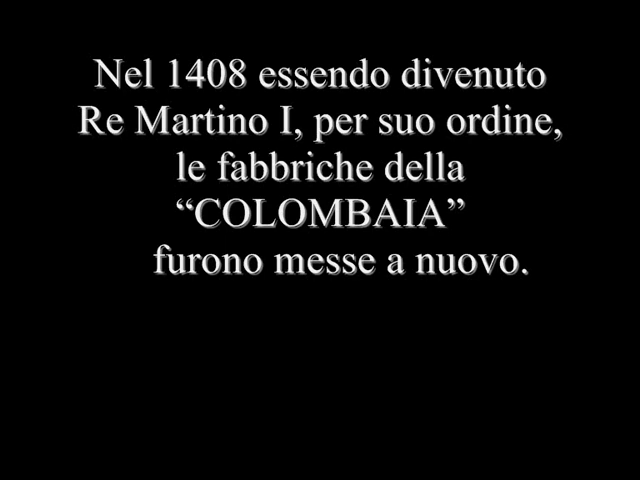 Nel 1408 essendo divenuto
Re Martino I, per suo ordine,
le fabbriche della
“COLOMBAIA”
furono messe a nuovo.